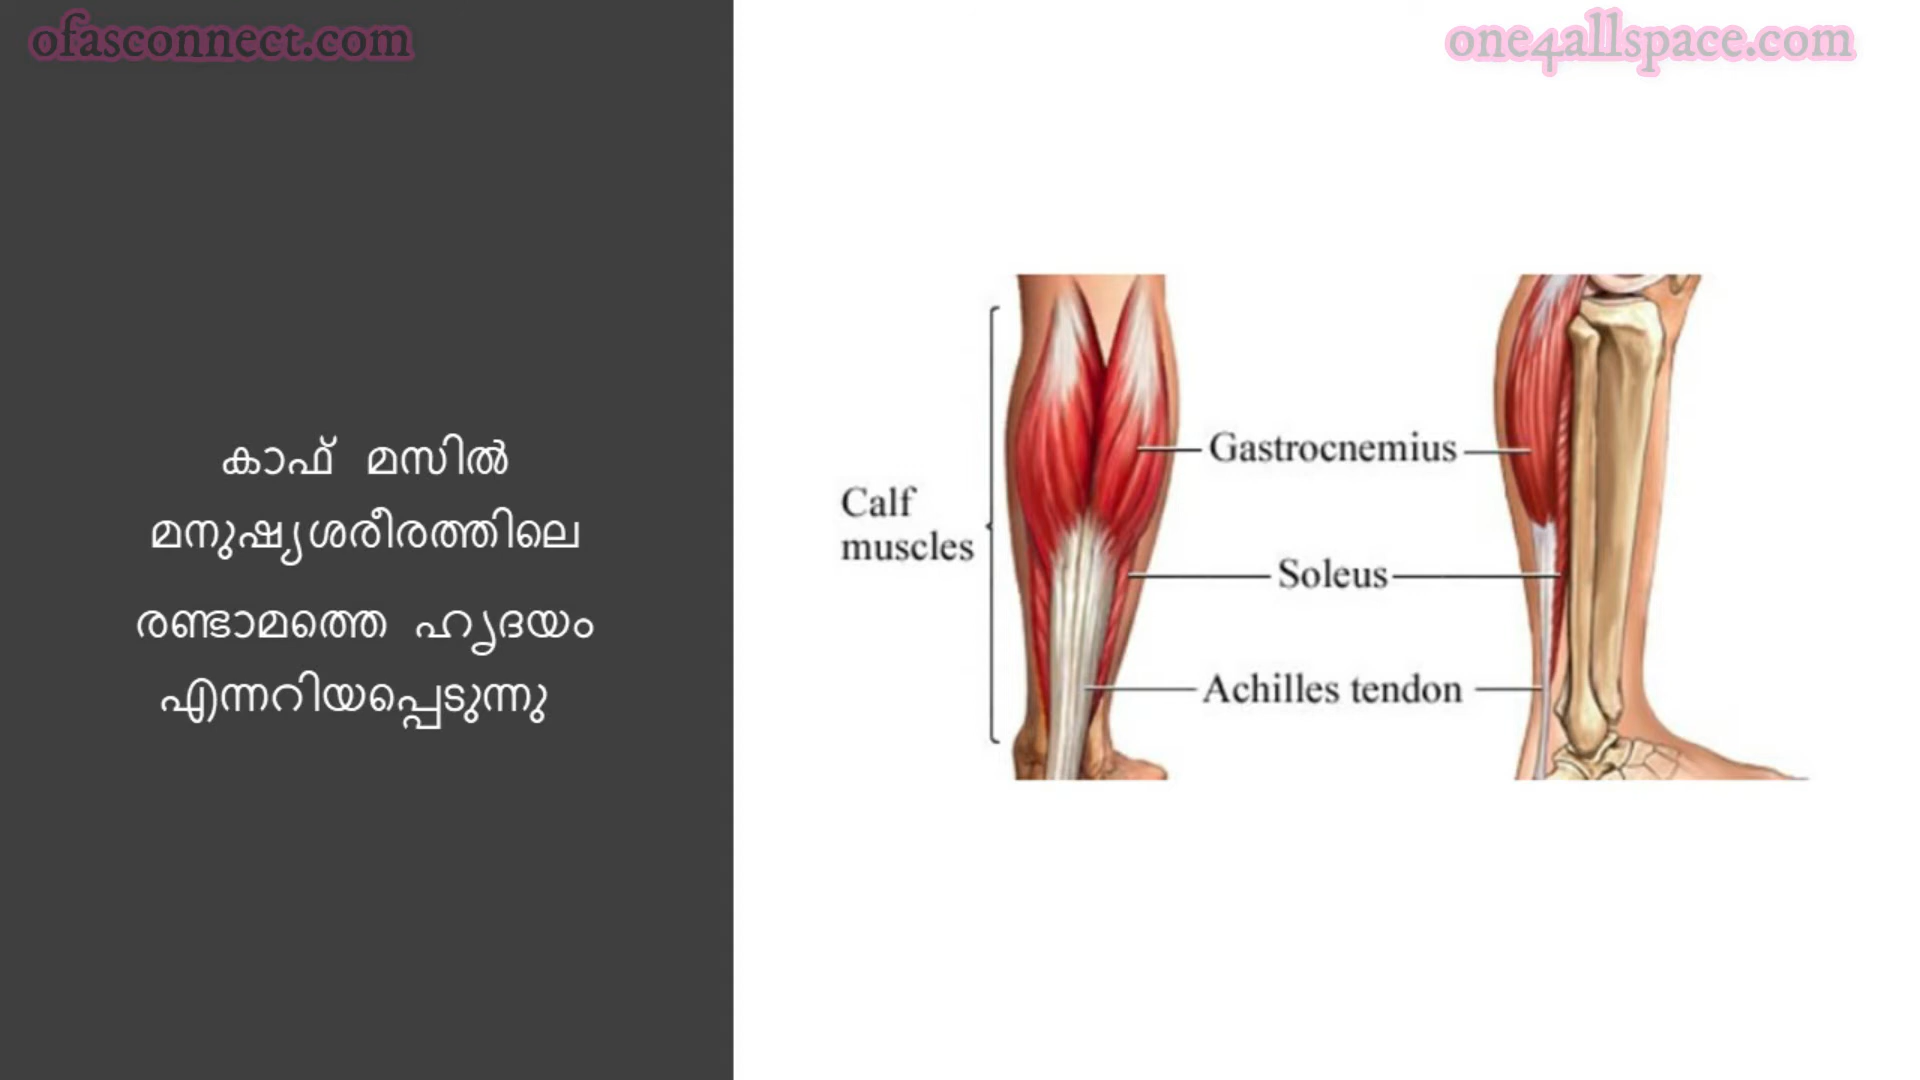 ofasconnect.com
one4allspace.com
കാഫ് മസിൽ
മനുഷ്യശരീരത്തിലെ
രണ്ടാമത്തെ ഹൃദയം
എന്നറിയപ്പെടുന്നു
Calf
muscles
Gastrocnemius
Soleus
Achilles tendon